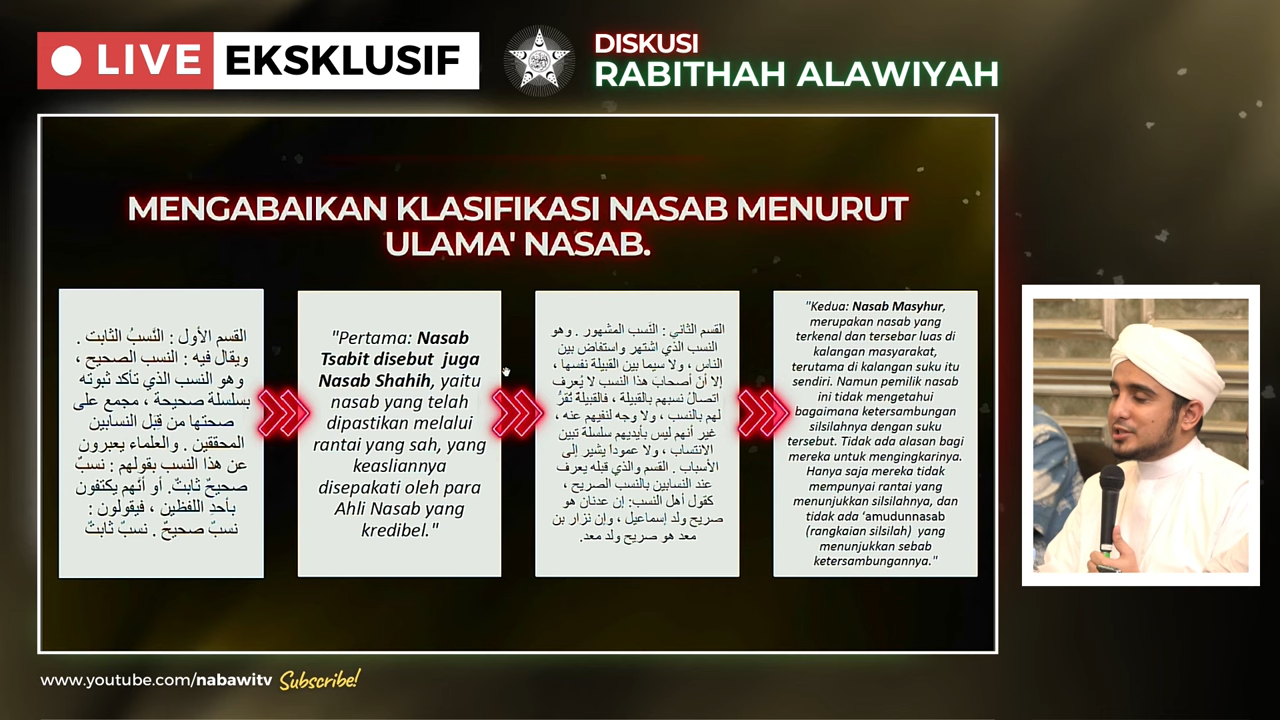 LIVE EKSKLUSIF
DISKUSI
RABITHAH ALAWIYAH
MENGABAIKAN KLASIFIKASI NASAB MENURUT
ULAMA' NASAB.
القسم الأول : النَّسبُ الثابت .
ويقال فيه : النسب الصحيح ،
وهو النسب الذي تأكد ثبوته
بسلسلة صحيحة ، مجمع على
صحتها من قبل النسابين
المحققين . والعلماء يعبرون
عن هذا النسب بقولهم : نسبٌ
صحيحٌ ثابتٌ. أو أنهم يكتفون
بأحدِ اللفظين ، فيقولون :
نسبٌ صحيحٌ . نسبٌ ثابتٌ
"Pertama: Nasab
Tsabit disebut juga
Nasab Shahih, yaitu
nasab yang telah
dipastikan melalui
rantai yang sah, yang
keasliannya
disepakati oleh para
Ahli Nasab yang
kredibel."
القسم الثاني : النَّسب المشهور . وهو
النسب الذي اشتهر واستفاض بين
الناس ، ولا سيما بين القبيلة نفسها ،
إلا أنّ أصحابَ هذا النسب لا يُعرف
اتصالُ نسبهم بالقبيلة ، فالقبيلة تُقرُّ
لهم بالنسب ، ولا وجه لنفيهم عنه ،
غير أنهم ليس بأيديهم سلسلة تبين
الانتساب ، ولا عموداً يشير إلى
الأسباب . القسم والذي قبله يعرف
عند النسابين بالنسب الصريح ،
كقول أهل النسب: إن عدنان هو
صريح ولد إسماعيل ، وإن نزار بن
معد هو صريح ولد معد.
"Kedua: Nasab Masyhur,
merupakan nasab yang
terkenal dan tersebar luas di
kalangan masyarakat,
terutama di kalangan suku itu
sendiri. Namun pemilik nasab
ini tidak mengetahui
bagaimana ketersambungan
silsilahnya dengan suku
tersebut. Tidak ada alasan bagi
mereka untuk mengingkarinya.
Hanya saja mereka tidak
mempunyai rantai yang
menunjukkan silsilahnya, dan
tidak ada 'amudunnasab
(rangkaian silsilah) yang
menunjukkan sebab
ketersambungannya."
www.youtube.com/nabawitv Subscribe!